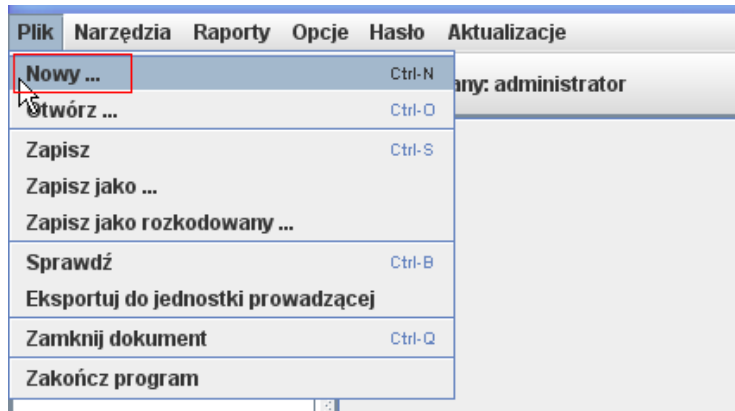 Plik Narzędzia Raporty Opcje Hasło Aktualizacje
Nowy ... Ctrl-N
any: administrator
Otwórz ... Ctrl-O
Zapisz Ctrl-S
Zapisz jako ...
Zapisz jako rozkodowany ...
Sprawdź Ctrl-B
Eksportuj do jednostki prowadzącej
Zamknij dokument Ctrl-Q
Zakończ program